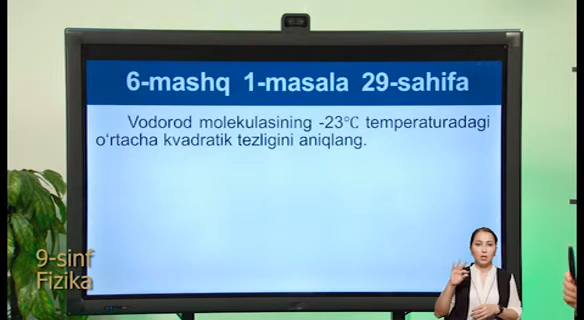 6-mashq 1-masala 29-sahifa
Vodorod molekulasining -23°C temperaturadagi
o‘rtacha kvadratik tezligini aniqlang.
9-sinf
Fizika